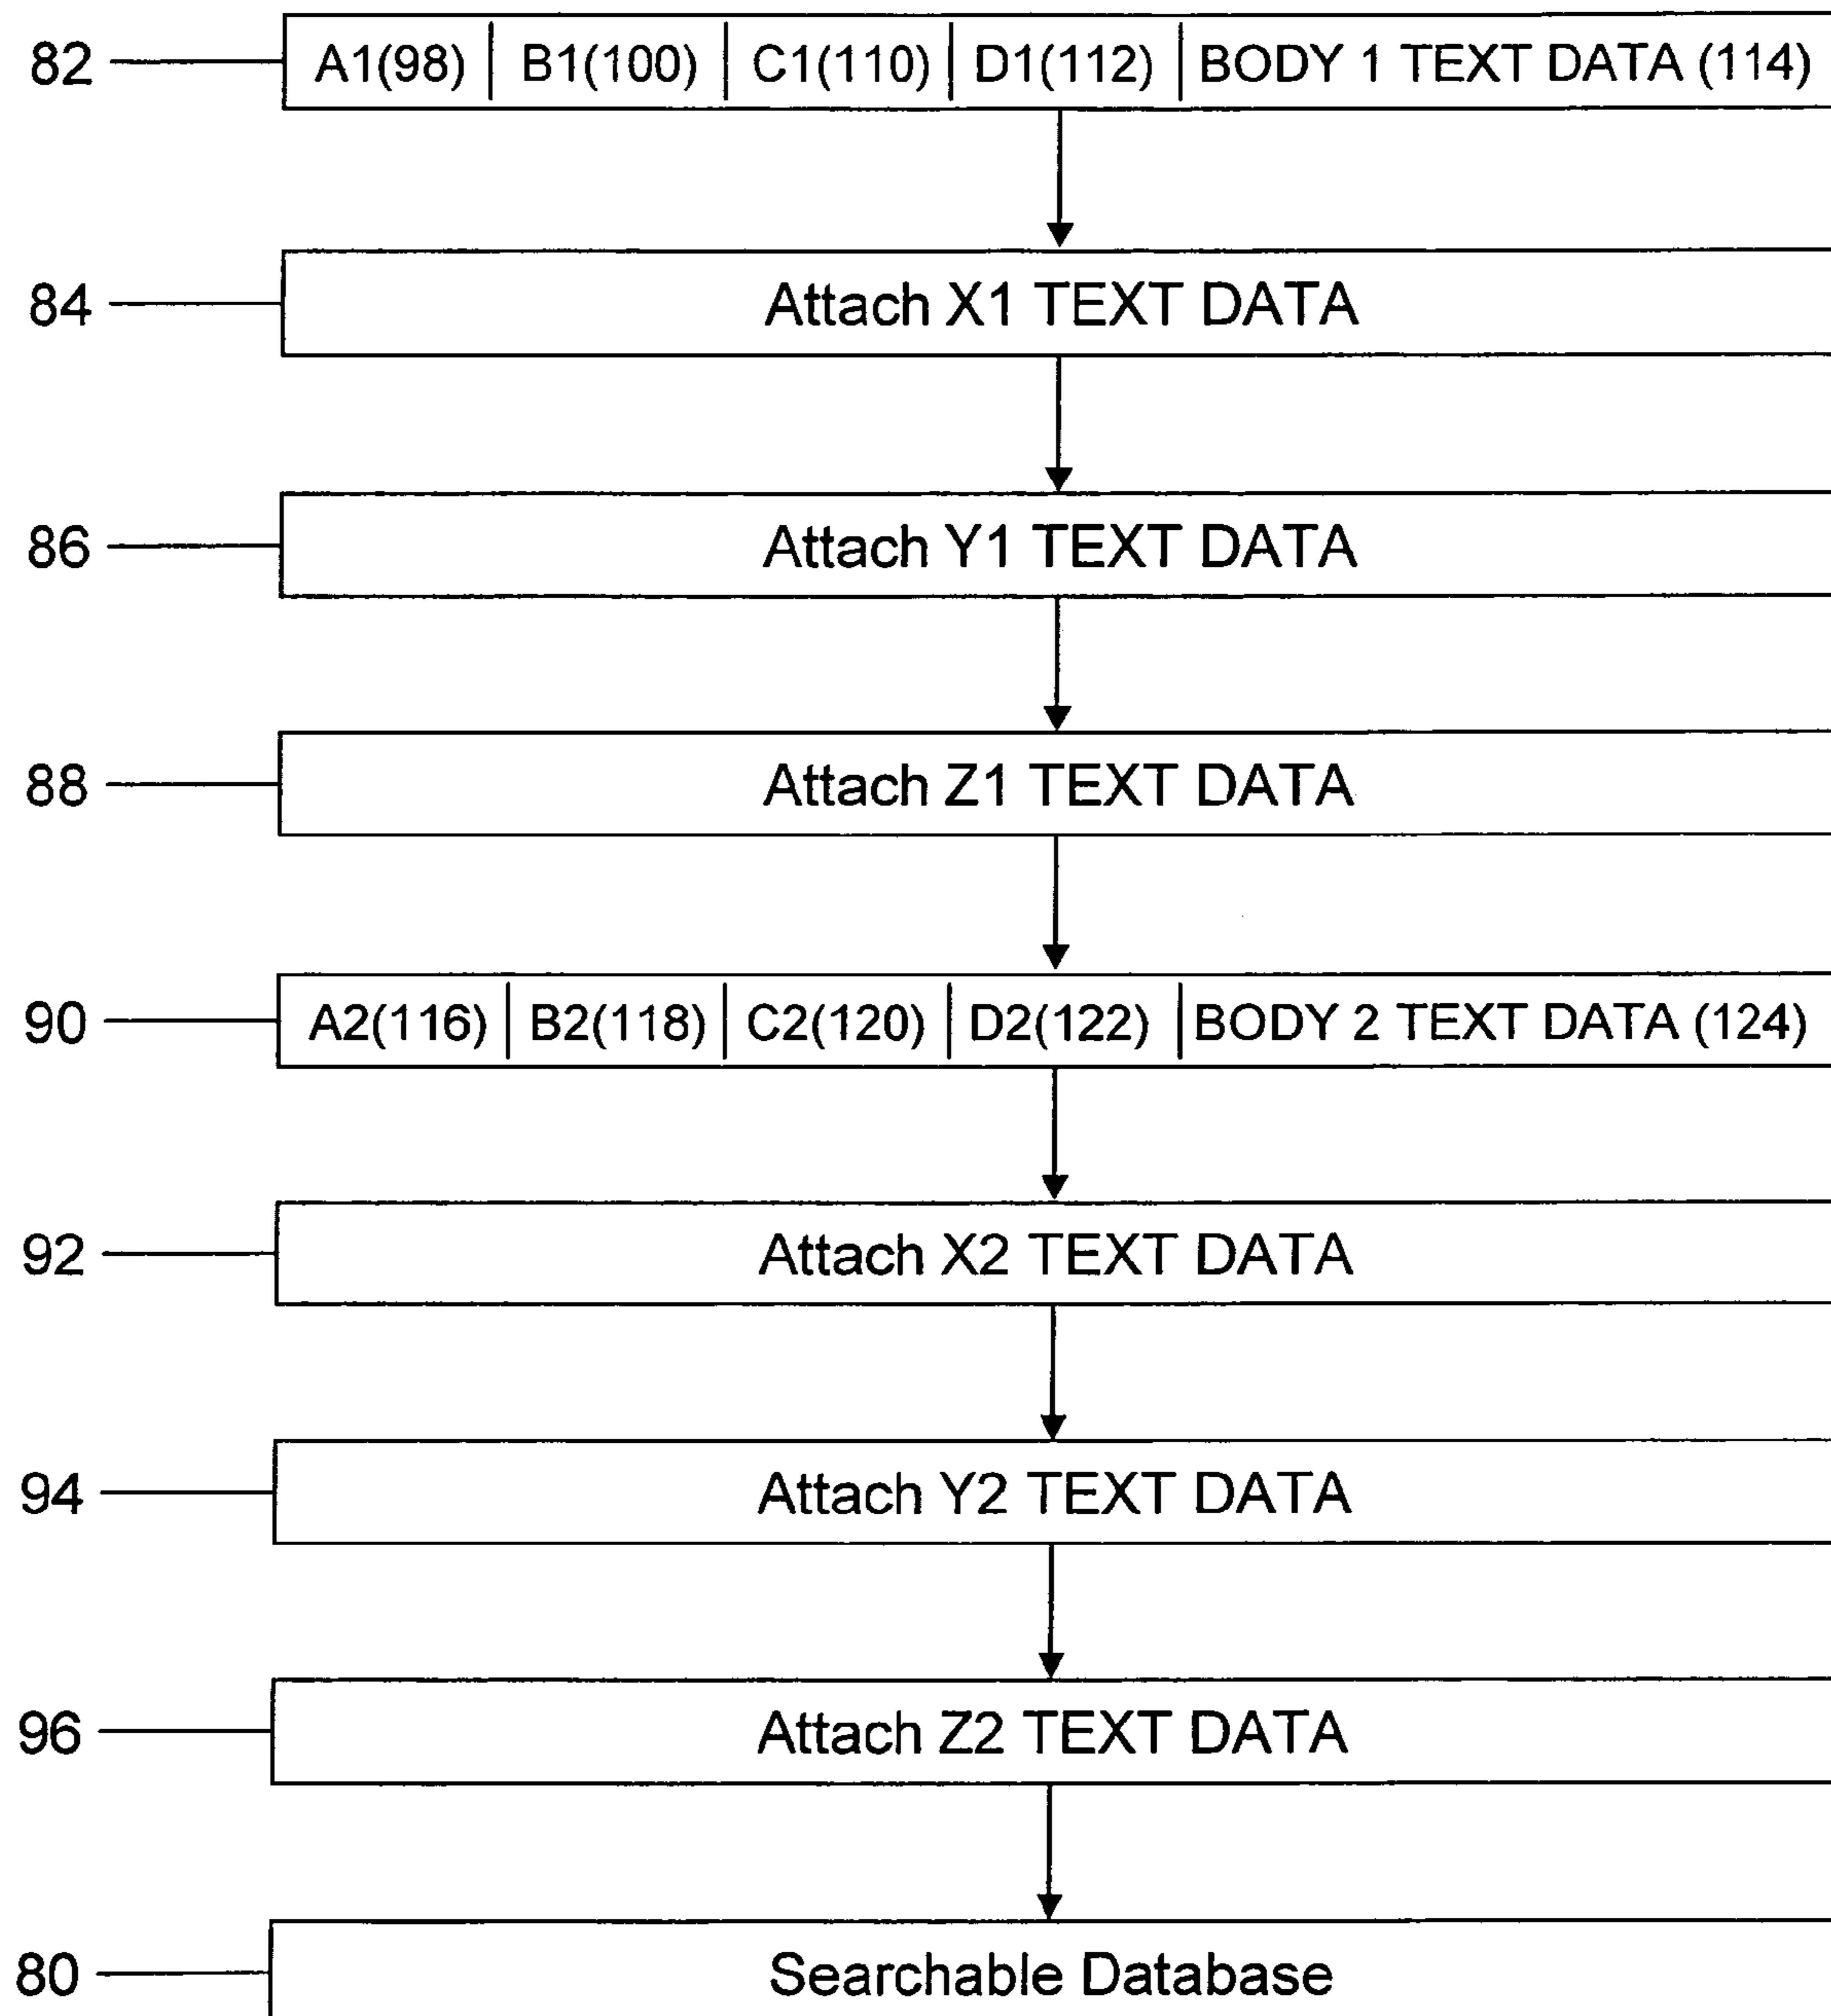 82 A1(98) B1(100) C1(110) D1(112) BODY 1 TEXT DATA (114)
84 Attach X1 TEXT DATA
86 Attach Y1 TEXT DATA
88 Attach Z1 TEXT DATA
90 A2(116) B2(118) C2(120) D2(122) BODY 2 TEXT DATA (124)
92 Attach X2 TEXT DATA
94 Attach Y2 TEXT DATA
96 Attach Z2 TEXT DATA
80 Searchable Database